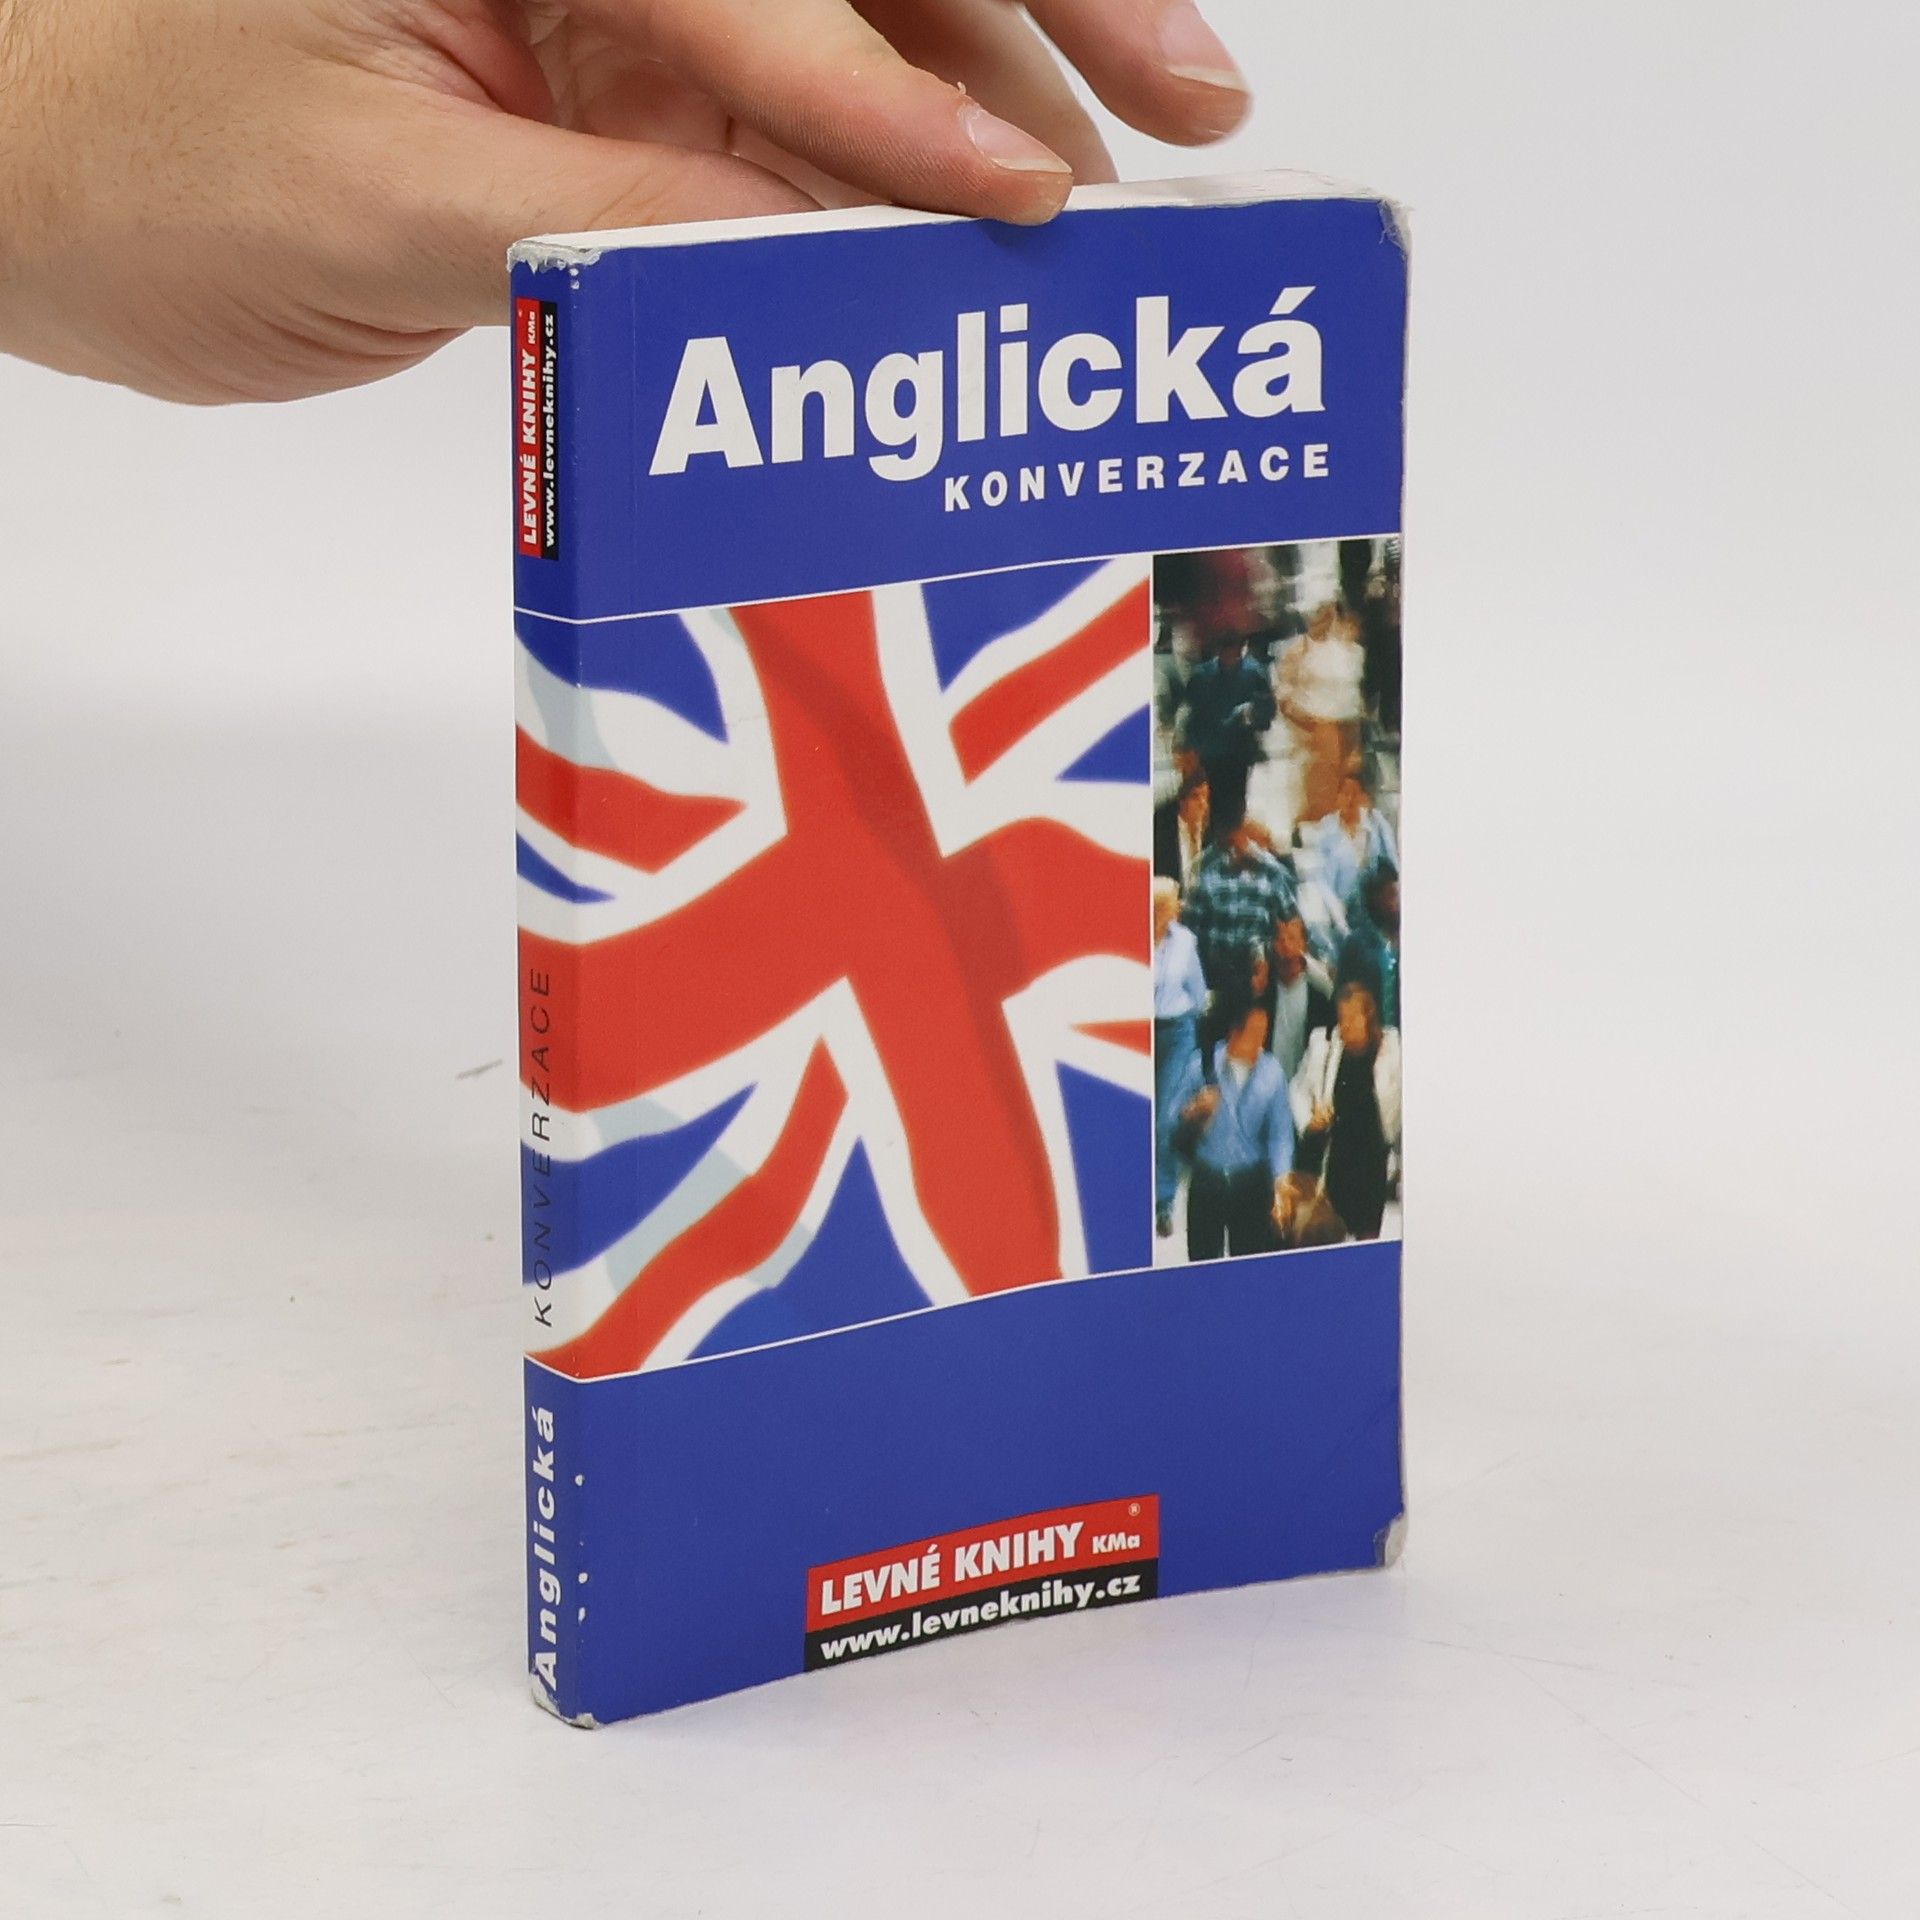 Anglická
KONVERZACE
LEVNÉ KNIHY KMa ®
www.levneknihy.cz
LEVNÉ KNIHY KMa ®
www.levneknihy.cz
Anglická KONVERZACE